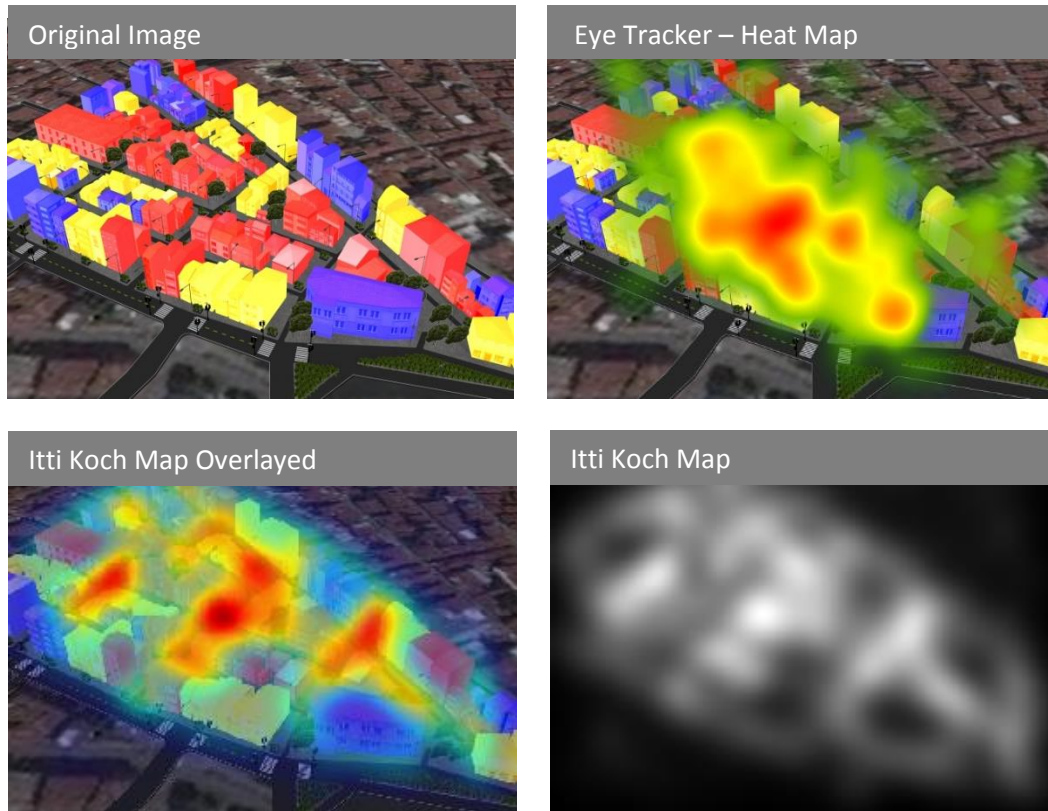 Original Image
Eye Tracker – Heat Map
Itti Koch Map Overlayed
Itti Koch Map